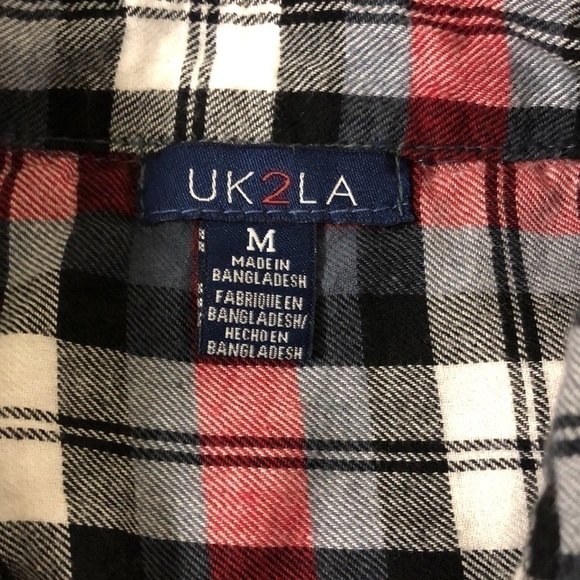 UK2LA
M
MADE IN
BANGLADESH
FABRIQUE EN
BANGLADESH/
HECHO EN
BANGLADESH